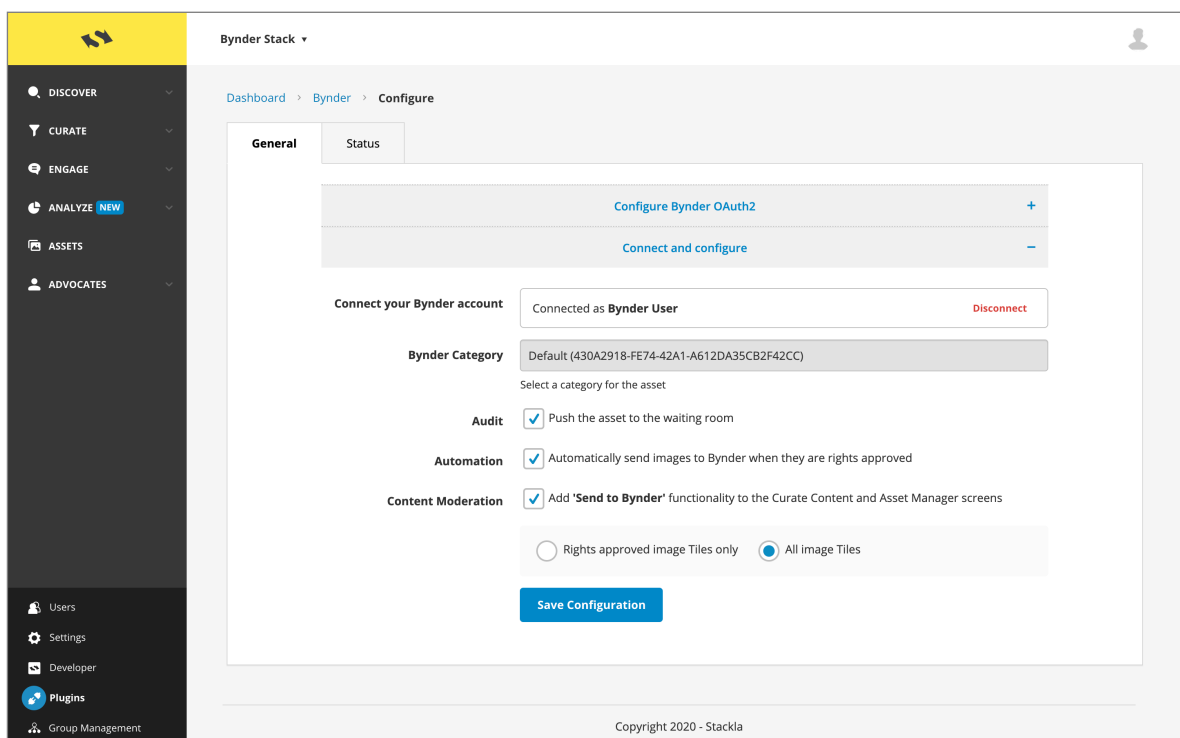 Bynder Stack ▾
DISCOVER
CURATE
ENGAGE
ANALYZE NEW
ASSETS
ADVOCATES
Users
Settings
Developer
Plugins
Group Management
Dashboard > Bynder > Configure
General Status
Configure Bynder OAuth2 +
Connect and configure −
Connect your Bynder account Connected as Bynder User Disconnect
Bynder Category Default (430A2918-FE74-42A1-A612DA35CB2F42CC)
Select a category for the asset
Audit Push the asset to the waiting room
Automation Automatically send images to Bynder when they are rights approved
Content Moderation Add 'Send to Bynder' functionality to the Curate Content and Asset Manager screens
Rights approved image Tiles only All image Tiles
Save Configuration
Copyright 2020 - Stackla